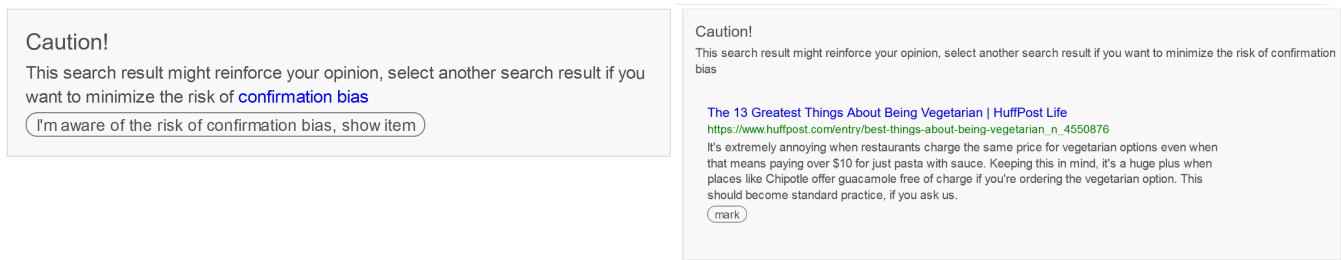 Caution!
This search result might reinforce your opinion, select another search result if you
want to minimize the risk of confirmation bias
I'm aware of the risk of confirmation bias, show item
Caution!
This search result might reinforce your opinion, select another search result if you want to minimize the risk of confirmation
bias
The 13 Greatest Things About Being Vegetarian | HuffPost Life
https://www.huffpost.com/entry/best-things-about-being-vegetarian_n_4550876
It's extremely annoying when restaurants charge the same price for vegetarian options even when
that means paying over $10 for just pasta with sauce. Keeping this in mind, it's a huge plus when
places like Chipotle offer guacamole free of charge if you're ordering the vegetarian option. This
should become standard practice, if you ask us.
mark